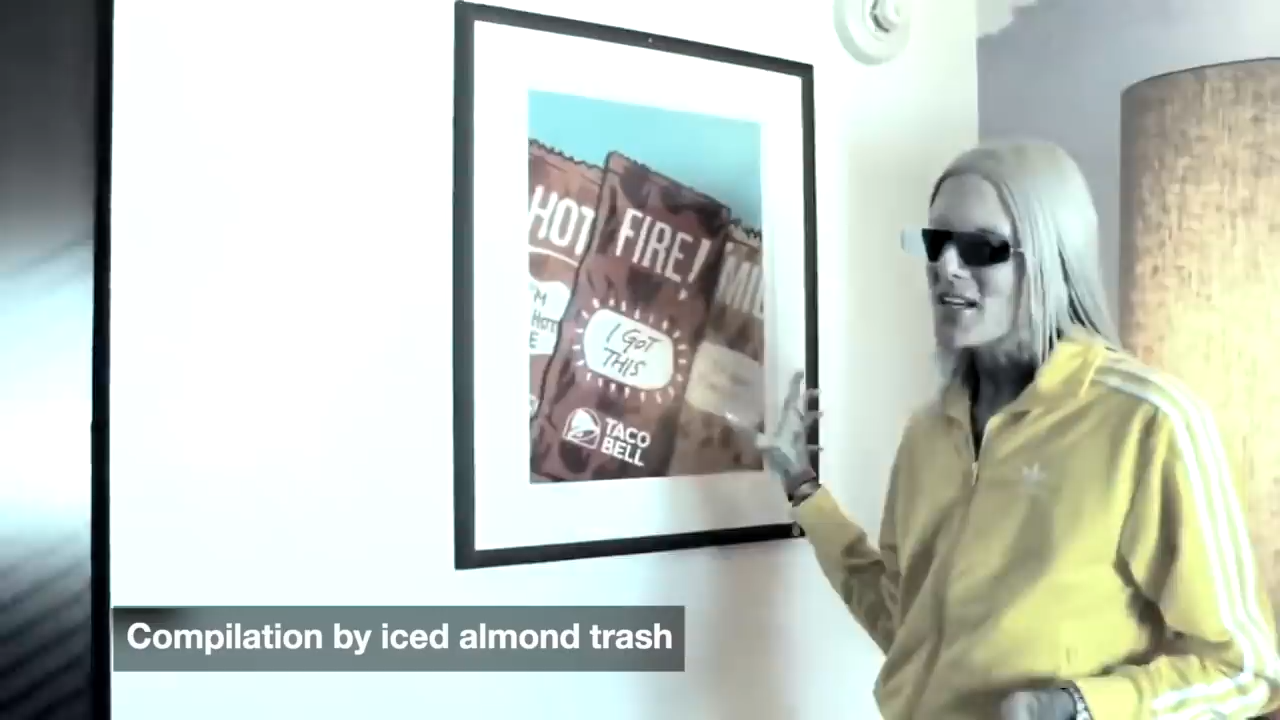 HOT
FIRE!
I GOT
THIS
TACO
BELL
Compilation by iced almond trash